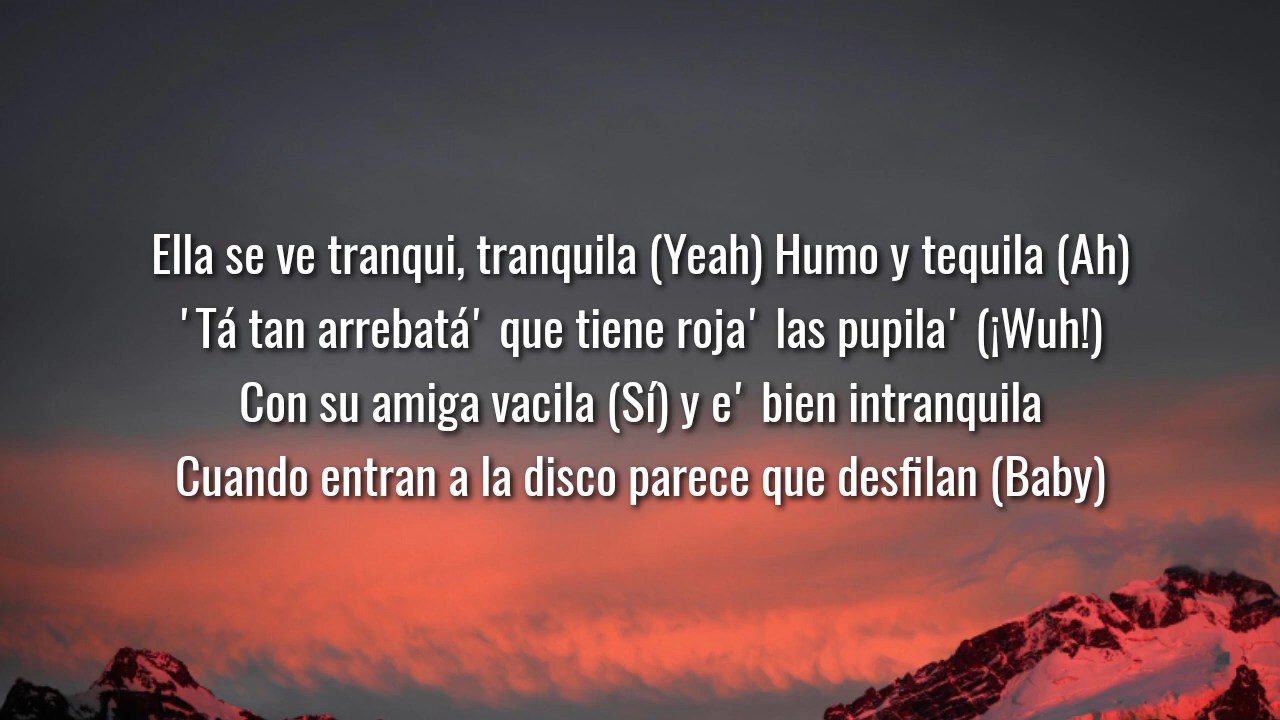 Ella se ve tranqui, tranquila (Yeah) Humo y tequila (Ah)
'Tá tan arrebatá' que tiene roja' las pupila' (¡Wuh!)
Con su amiga vacila (Sí) y e' bien intranquila
Cuando entran a la disco parece que desfilan (Baby)